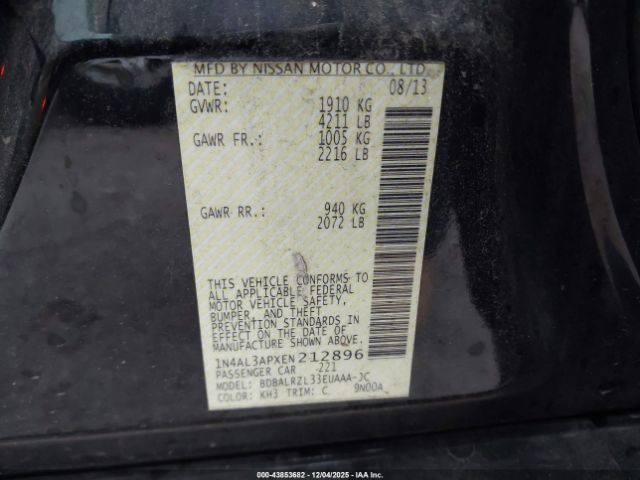 MFD BY NISSAN MOTOR CO., LTD.
DATE: 08/13
GVWR: 1910 KG
4211 LB
GAWR FR.: 1005 KG
2216 LB
GAWR RR.: 940 KG
2072 LB
THIS VEHICLE CONFORMS TO
ALL APPLICABLE FEDERAL
MOTOR VEHICLE SAFETY,
BUMPER, AND THEFT
PREVENTION STANDARDS IN
EFFECT ON THE DATE OF
MANUFACTURE SHOWN ABOVE.
1N4AL3APXEN212896
PASSENGER CAR 221
MODEL: BDBALRZL33EUAAA-JC
COLOR: KH3 TRIM: C 9N00A
000-43853682 - 12/04/2025 - IAA Inc.